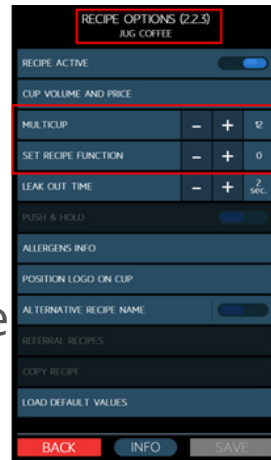 RECIPE OPTIONS (2.2.3)
JUG COFFEE
RECIPE ACTIVE
CUP VOLUME AND PRICE
MULTICUP - + 12
SET RECIPE FUNCTION - + 0
LEAK OUT TIME - + 2 sec.
PUSH & HOLD
ALLERGENS INFO
POSITION LOGO ON CUP
e
ALTERNATIVE RECIPE NAME
REFERRAL RECIPES
COPY RECIPE
LOAD DEFAULT VALUES
BACK INFO SAVE